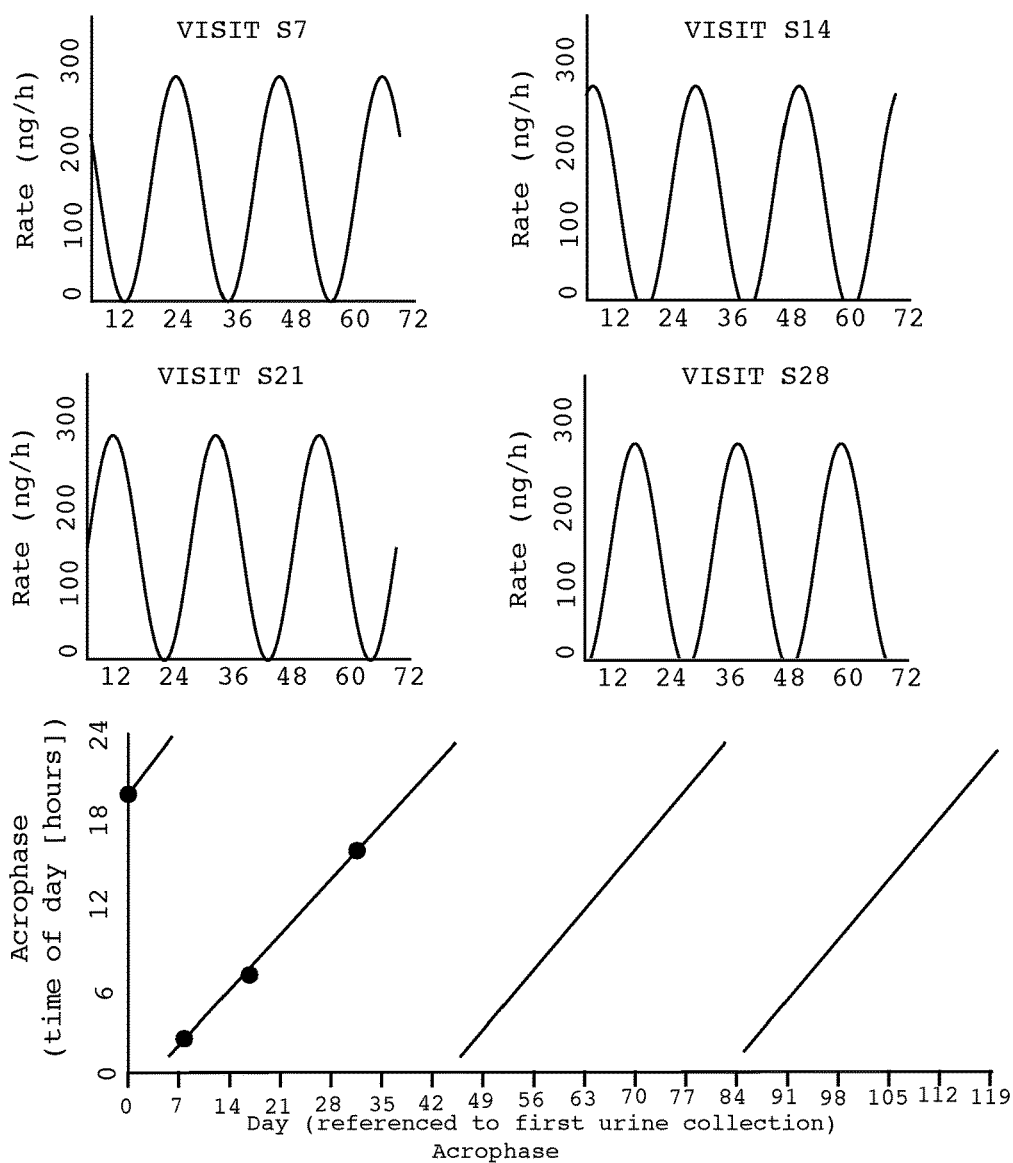 VISIT S7
Rate (ng/h)
300
200
100
0
12 24 36 48 60 72
VISIT S14
Rate (ng/h)
300
200
100
0
12 24 36 48 60 72
VISIT S21
Rate (ng/h)
300
200
100
0
12 24 36 48 60 72
VISIT S28
Rate (ng/h)
300
200
100
0
12 24 36 48 60 72
Acrophase
(time of day [hours])
24
18
12
6
0
0 7 14 21 28 35 42 49 56 63 70 77 84 91 98 105 112 119
Day (referenced to first urine collection)
Acrophase